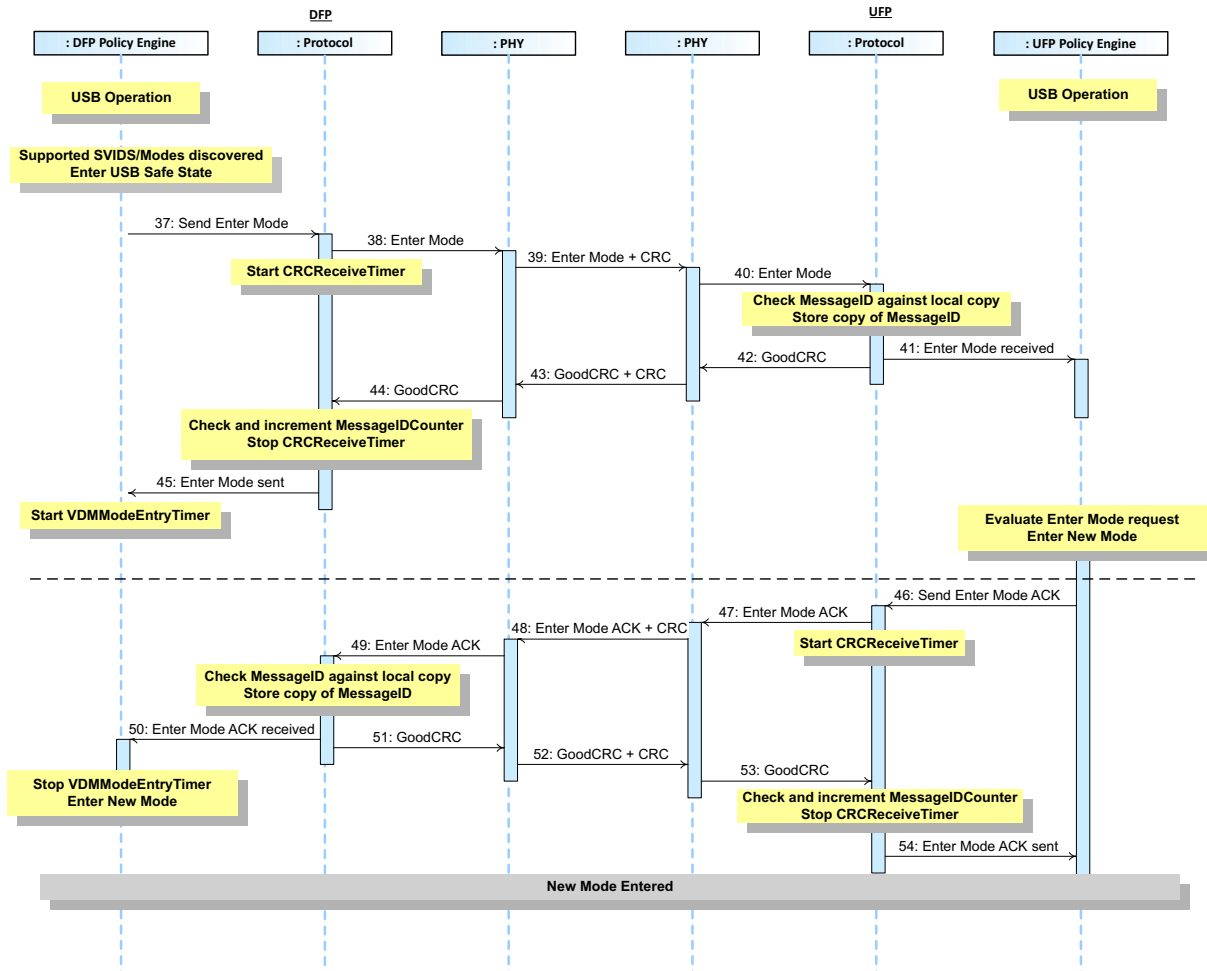 DFP
UFP
: DFP Policy Engine
: Protocol
: PHY
: PHY
: Protocol
: UFP Policy Engine
USB Operation
USB Operation
Supported SVIDS/Modes discovered
Enter USB Safe State
37: Send Enter Mode
38: Enter Mode
39: Enter Mode + CRC
40: Enter Mode
Start CRCReceiveTimer
Check MessageID against local copy
Store copy of MessageID
41: Enter Mode received
42: GoodCRC
43: GoodCRC + CRC
44: GoodCRC
Check and increment MessageIDCounter
Stop CRCReceiveTimer
45: Enter Mode sent
Start VDMModeEntryTimer
Evaluate Enter Mode request
Enter New Mode
46: Send Enter Mode ACK
47: Enter Mode ACK
48: Enter Mode ACK + CRC
49: Enter Mode ACK
Start CRCReceiveTimer
Check MessageID against local copy
Store copy of MessageID
50: Enter Mode ACK received
51: GoodCRC
52: GoodCRC + CRC
53: GoodCRC
Stop VDMModeEntryTimer
Enter New Mode
Check and increment MessageIDCounter
Stop CRCReceiveTimer
54: Enter Mode ACK sent
New Mode Entered